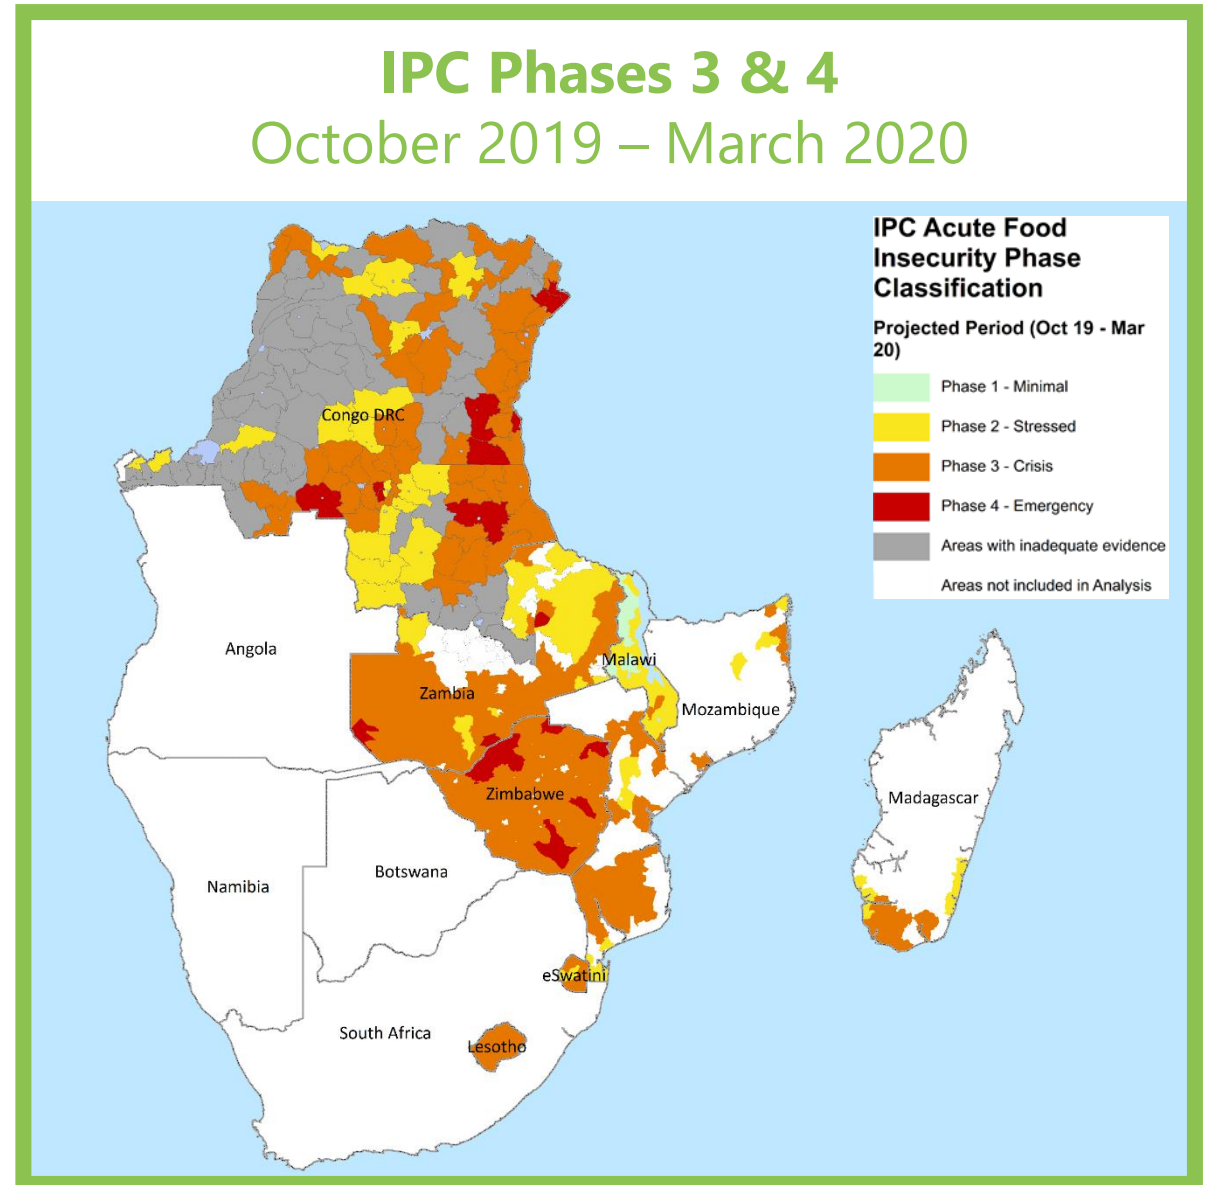 IPC Phases 3 & 4
October 2019 – March 2020
IPC Acute Food
Insecurity Phase
Classification
Projected Period (Oct 19 - Mar
20)
Phase 1 - Minimal
Phase 2 - Stressed
Phase 3 - Crisis
Phase 4 - Emergency
Areas with inadequate evidence
Areas not included in Analysis
Congo DRC
Angola
Malawi
Zambia
Mozambique
Zimbabwe
Madagascar
Botswana
Namibia
eSwatini
South Africa
Lesotho